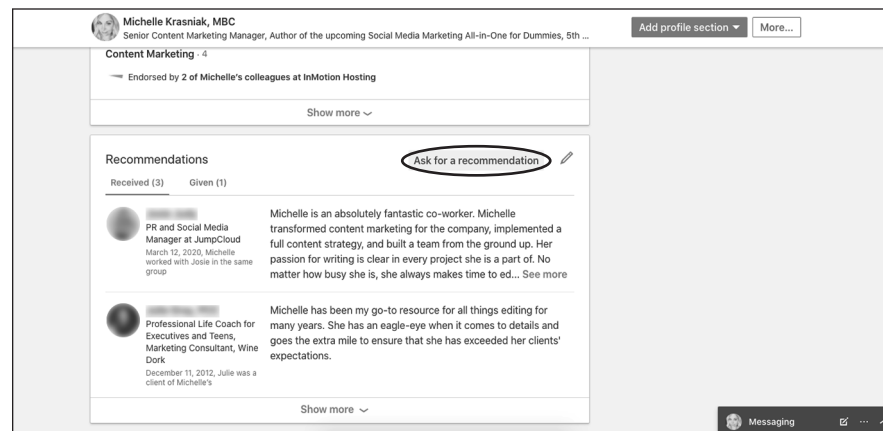 Michelle Krasniak, MBC
Senior Content Marketing Manager, Author of the upcoming Social Media Marketing All-in-One for Dummies, 5th ...
Add profile section
More...
Content Marketing · 4
Endorsed by 2 of Michelle's colleagues at InMotion Hosting
Show more
Recommendations
Ask for a recommendation
Received (3) Given (1)
PR and Social Media
Manager at JumpCloud
March 12, 2020, Michelle
worked with Josie in the same
group
Michelle is an absolutely fantastic co-worker. Michelle
transformed content marketing for the company, implemented a
full content strategy, and built a team from the ground up. Her
passion for writing is clear in every project she is a part of. No
matter how busy she is, she always makes time to ed... See more
Professional Life Coach for
Executives and Teens,
Marketing Consultant, Wine
Dork
December 11, 2012, Julie was a
client of Michelle's
Michelle has been my go-to resource for all things editing for
many years. She has an eagle-eye when it comes to details and
goes the extra mile to ensure that she has exceeded her clients'
expectations.
Show more
Messaging